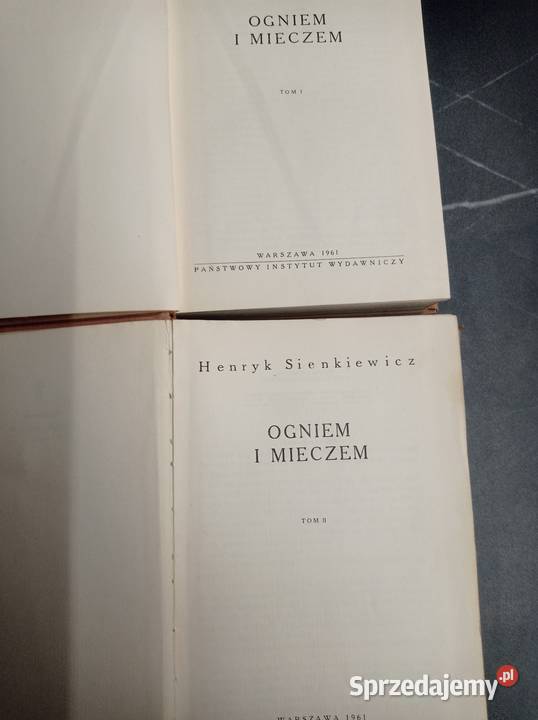 OGNIEM
I MIECZEM
TOM I
WARSZAWA 1961
PAŃSTWOWY INSTYTUT WYDAWNICZY
Henryk Sienkiewicz
OGNIEM
I MIECZEM
TOM II
WARSZAWA 1961
Sprzedajemy.pl